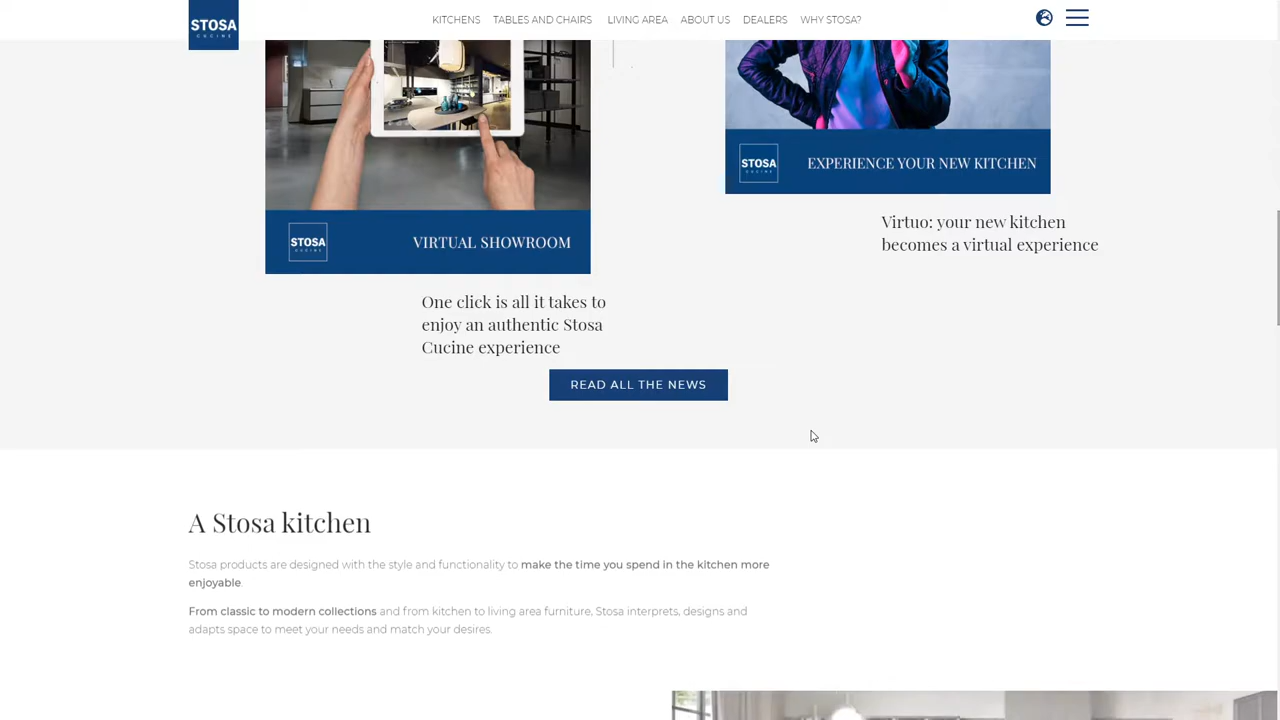 STOSA
CUCINE
KITCHENS TABLES AND CHAIRS LIVING AREA ABOUT US DEALERS WHY STOSA?
STOSA
CUCINE
VIRTUAL SHOWROOM
One click is all it takes to
enjoy an authentic Stosa
Cucine experience
STOSA
CUCINE
EXPERIENCE YOUR NEW KITCHEN
Virtuo: your new kitchen
becomes a virtual experience
READ ALL THE NEWS
A Stosa kitchen
Stosa products are designed with the style and functionality to make the time you spend in the kitchen more
enjoyable.
From classic to modern collections and from kitchen to living area furniture, Stosa interprets, designs and
adapts space to meet your needs and match your desires.